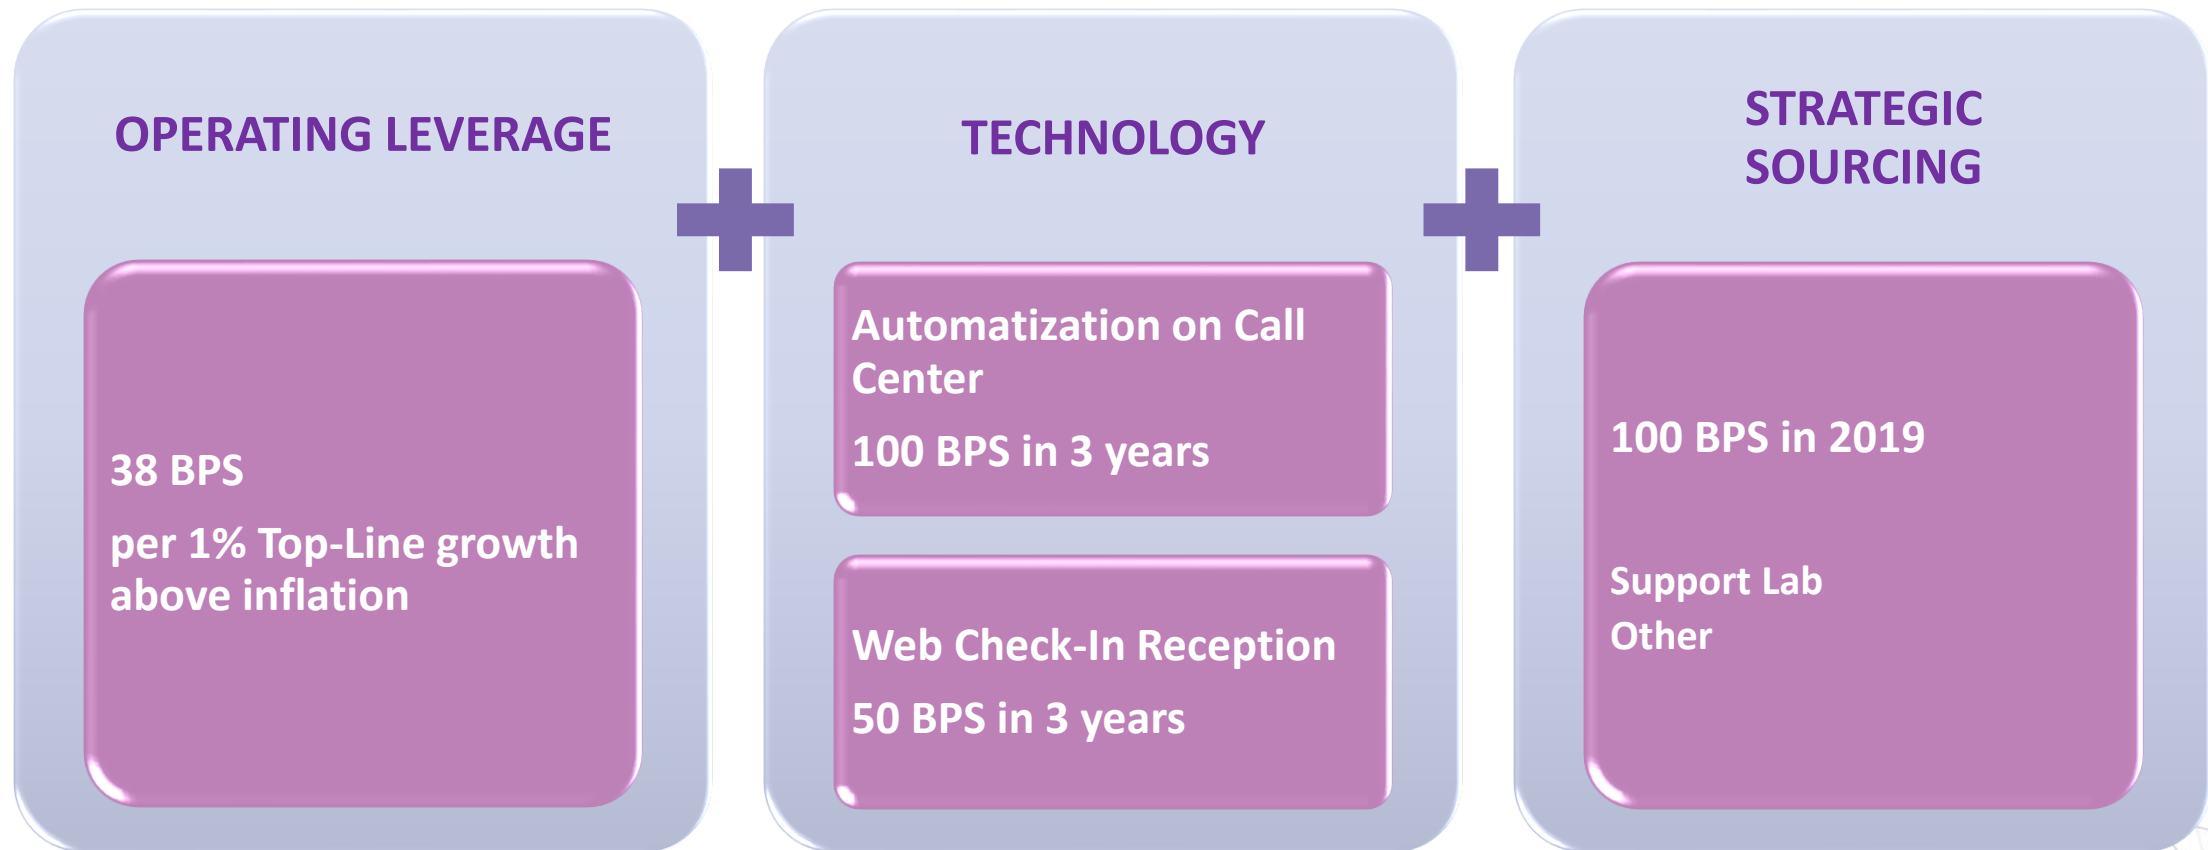 OPERATING LEVERAGE
38 BPS
per 1% Top-Line growth
above inflation
TECHNOLOGY
Automatization on Call
Center
100 BPS in 3 years
Web Check-In Reception
50 BPS in 3 years
STRATEGIC
SOURCING
100 BPS in 2019
Support Lab
Other